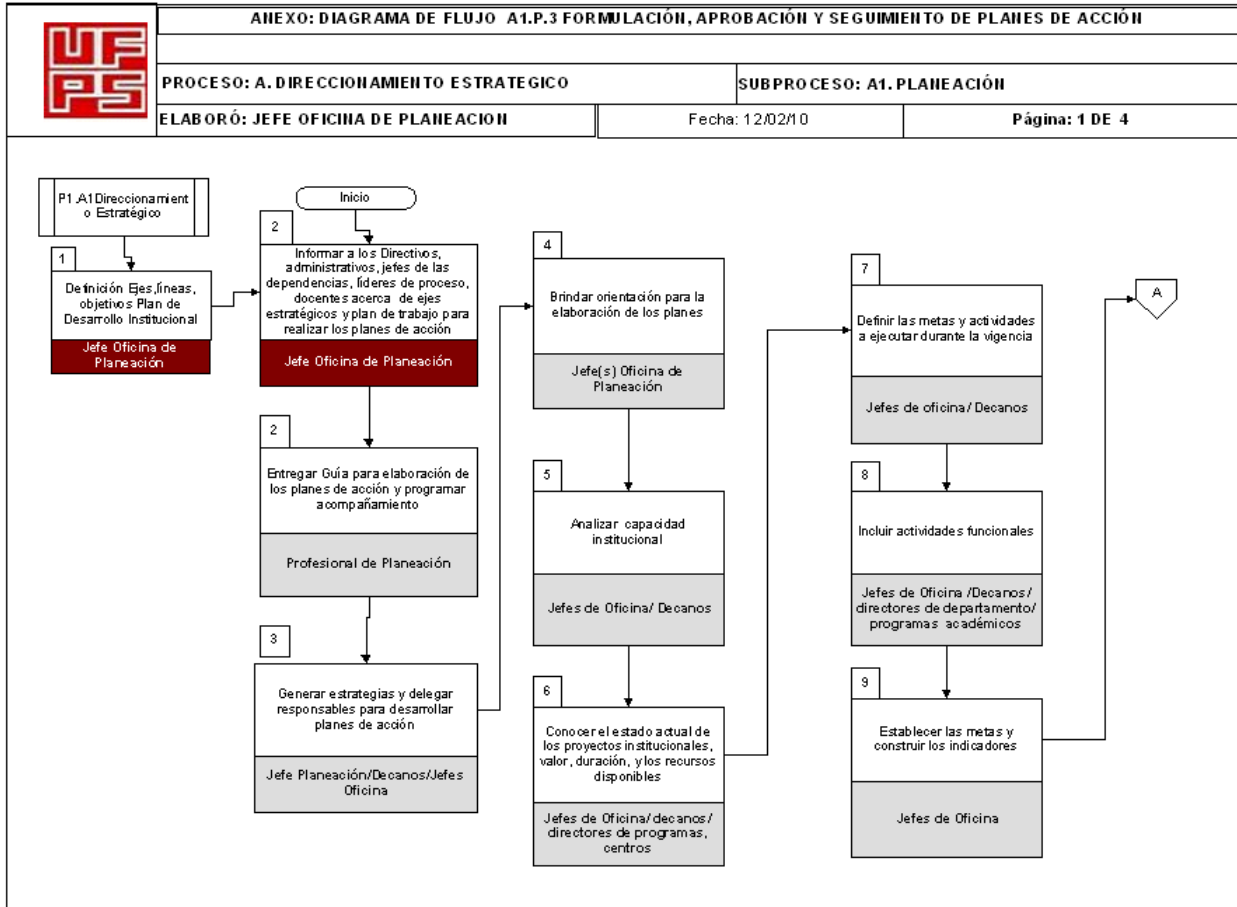 ANEXO: DIAGRAMA DE FLUJO A1.P.3 FORMULACIÓN, APROBACIÓN Y SEGUIMIENTO DE PLANES DE ACCIÓN
UF
PS
PROCESO: A. DIRECCIONAMIENTO ESTRATEGICO
SUBPROCESO: A1. PLANEACIÓN
ELABORÓ: JEFE OFICINA DE PLANEACION
Fecha: 12/02/10
Página: 1 DE 4
P1.A1Direccionamient
o Estratégico
1
Definición Ejes,líneas,
objetivos Plan de
Desarrollo Institucional
Jefe Oficina de
Planeación
Inicio
2
Informar a los Directivos,
administrativos, jefes de las
dependencias, líderes de proceso,
docentes acerca de ejes
estratégicos y plan de trabajo para
realizar los planes de acción
Jefe Oficina de Planeación
2
Entregar Guía para elaboración de
los planes de acción y programar
acompañamiento
Profesional de Planeación
3
Generar estrategias y delegar
responsables para desarrollar
planes de acción
Jefe Planeación/Decanos/Jefes
Oficina
4
Brindar orientación para la
elaboración de los planes
Jefe(s) Oficina de
Planeación
5
Analizar capacidad
institucional
Jefes de Oficina/ Decanos
6
Conocer el estado actual de
los proyectos institucionales,
valor, duración, y los recursos
disponibles
Jefes de Oficina/ decanos/
directores de programas,
centros
7
Definir las metas y actividades
a ejecutar durante la vigencia
Jefes de oficina/ Decanos
8
Incluir actividades funcionales
Jefes de Oficina /Decanos/
directores de departamento/
programas académicos
9
Establecer las metas y
construir los indicadores
Jefes de Oficina
A